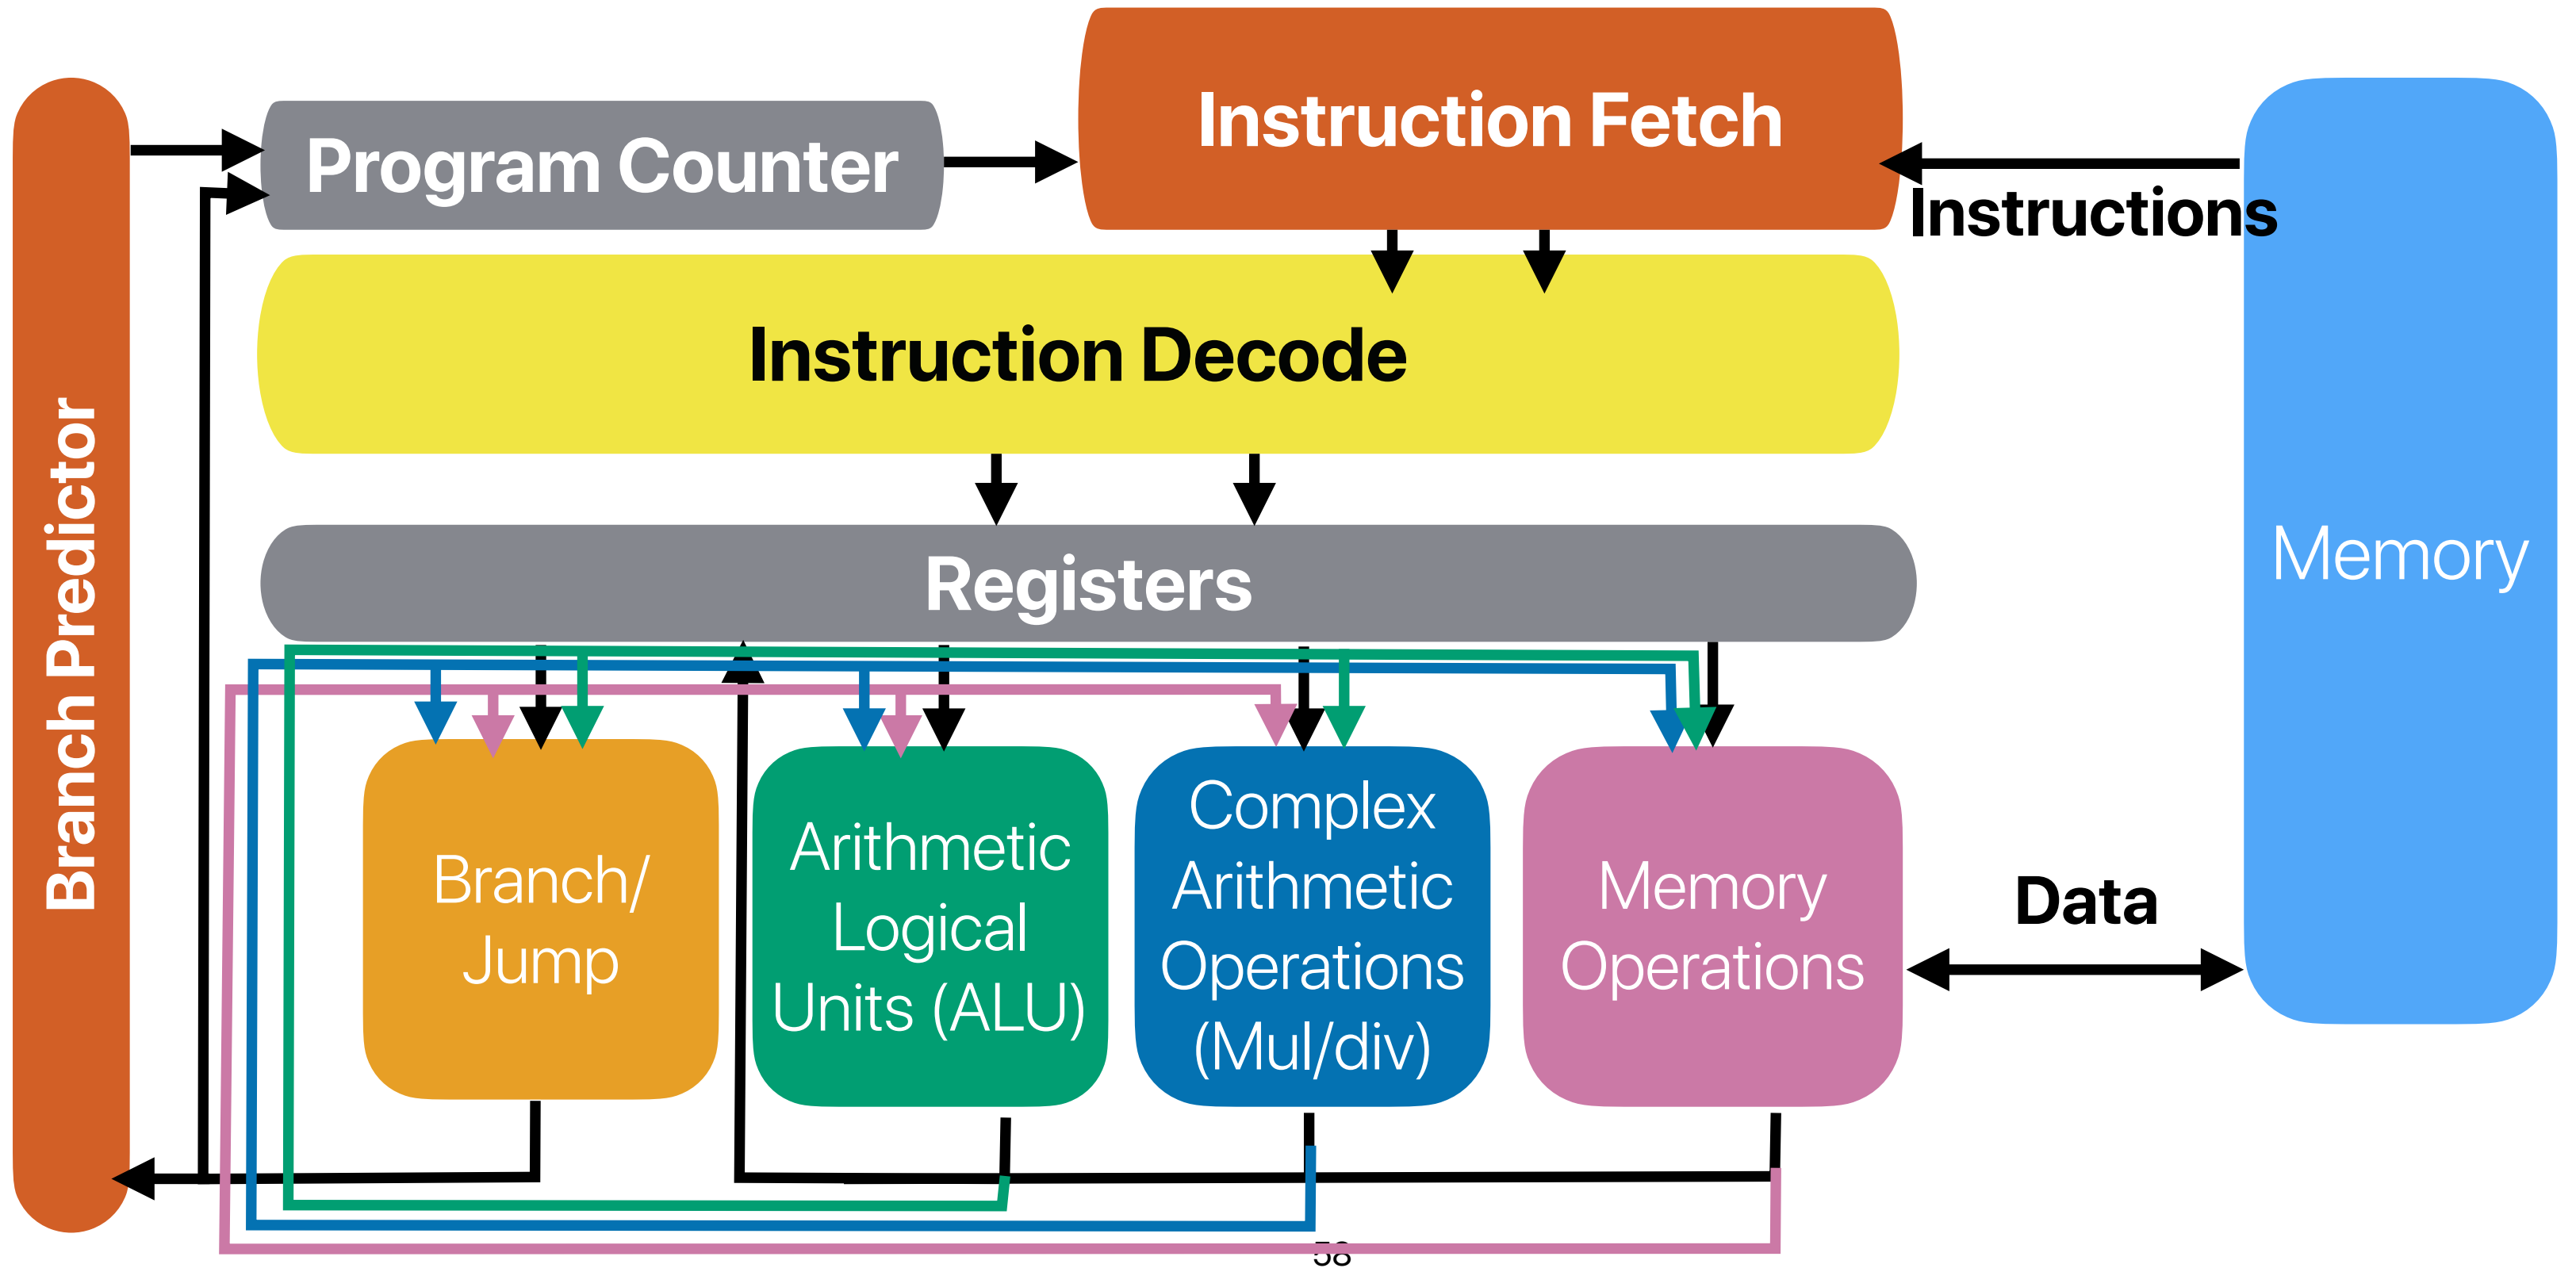 Instruction Fetch
Program Counter
Instructions
Instruction Decode
Branch Predictor
Registers
Memory
Branch/
Jump
Arithmetic
Logical
Units (ALU)
Complex
Arithmetic
Operations
(Mul/div)
Memory
Operations
Data
58